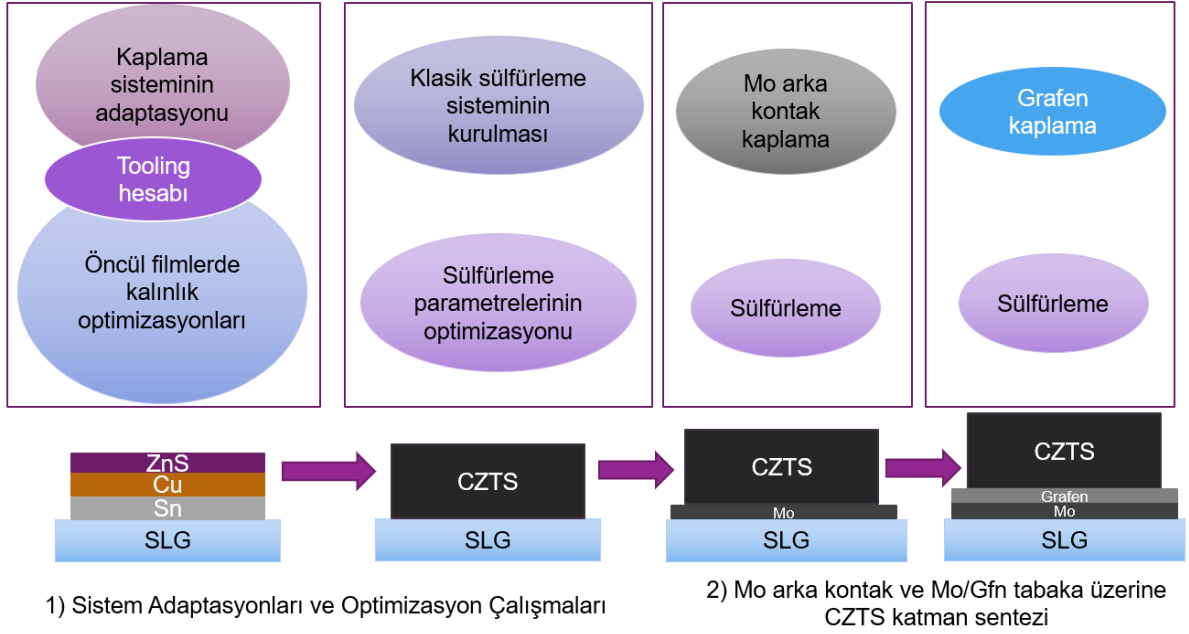 Kaplama
sisteminin
adaptasyonu
Tooling
hesabı
Öncül filmlerde
kalınlık
optimizasyonları
Klasik sülfürleme
sisteminin
kurulması
Sülfürleme
parametrelerinin
optimizasyonu
Mo arka
kontak
kaplama
Sülfürleme
Grafen
kaplama
Sülfürleme
ZnS
Cu
Sn
SLG
CZTS
SLG
CZTS
Mo
SLG
CZTS
Grafen
Mo
SLG
1) Sistem Adaptasyonları ve Optimizasyon Çalışmaları
2) Mo arka kontak ve Mo/Gfn tabaka üzerine
CZTS katman sentezi